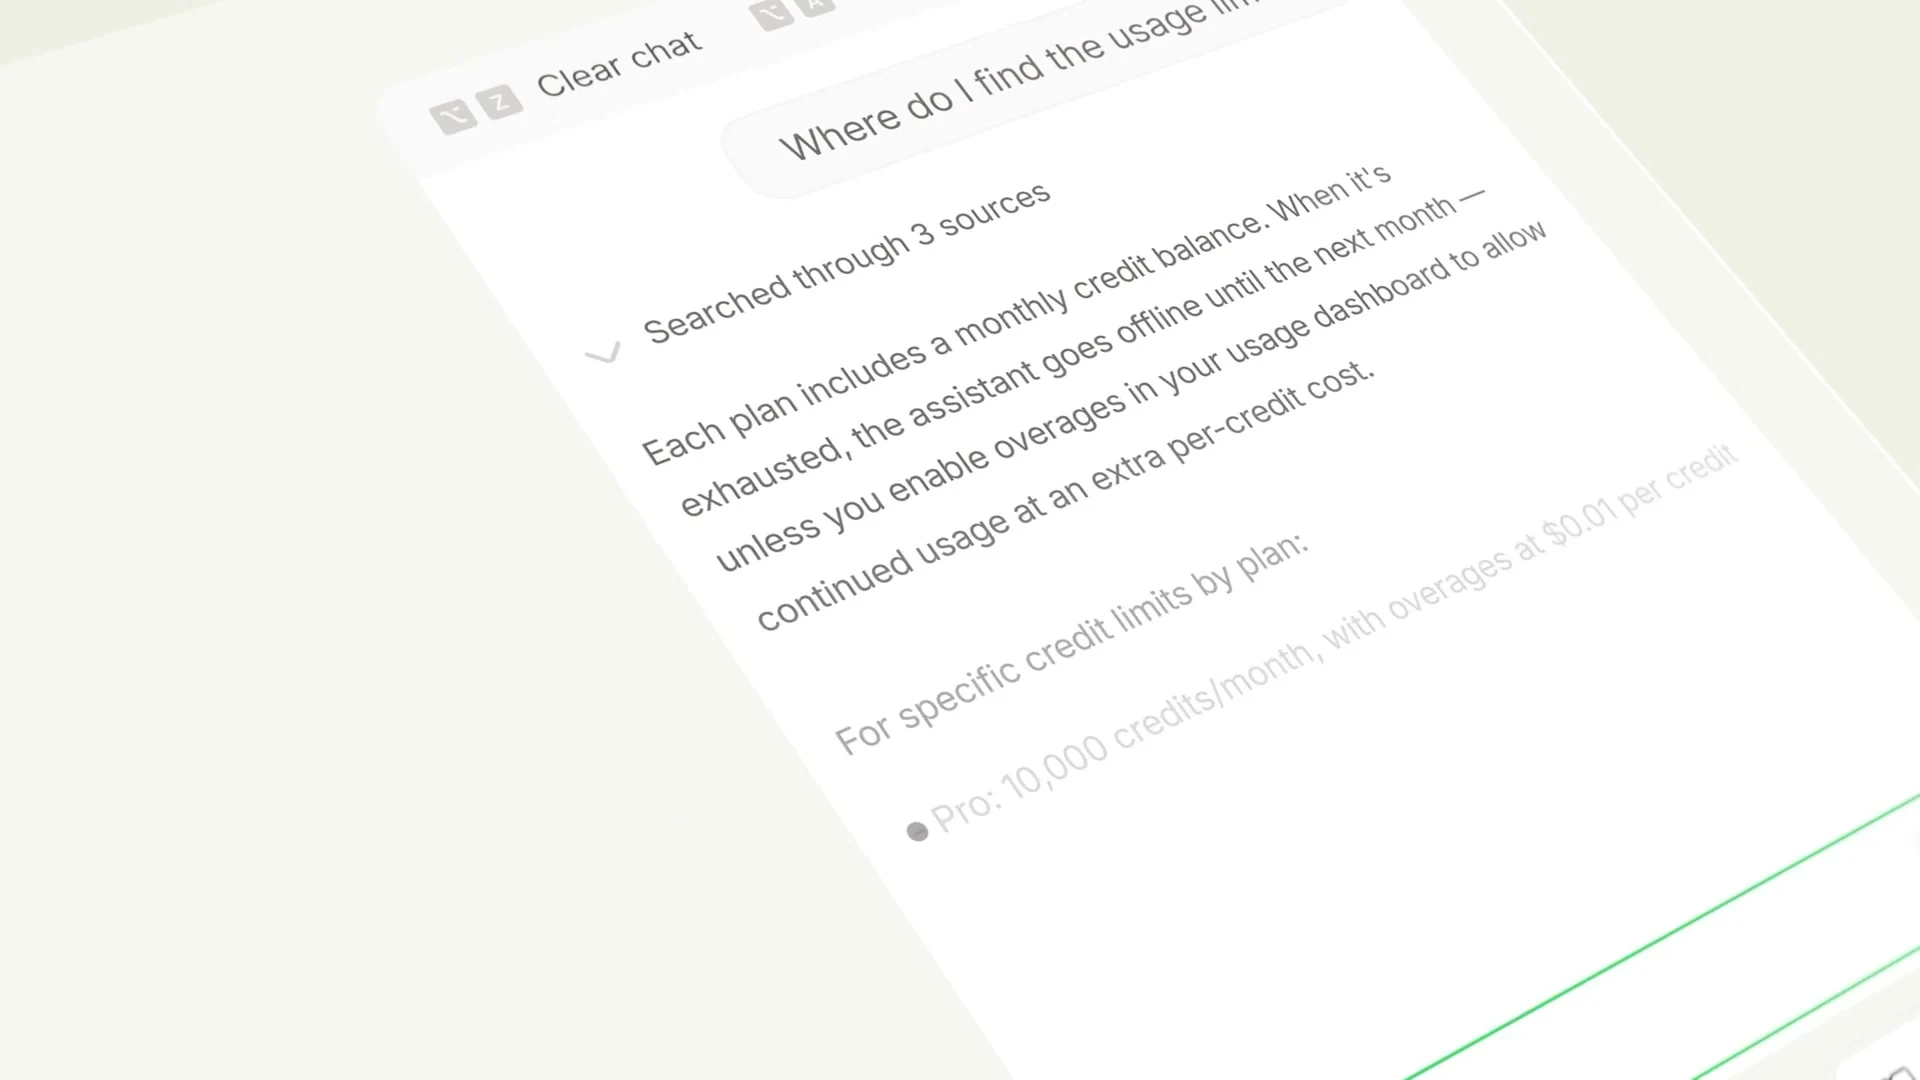 Z Clear chat
A
Where do I find the usage
Searched through 3 sources
Each plan includes a monthly credit balance. When it's
exhausted, the assistant goes offline until the next month —
unless you enable overages in your usage dashboard to allow
continued usage at an extra per-credit cost.
For specific credit limits by plan:
Pro: 10,000 credits/month, with overages at $0.01 per credit